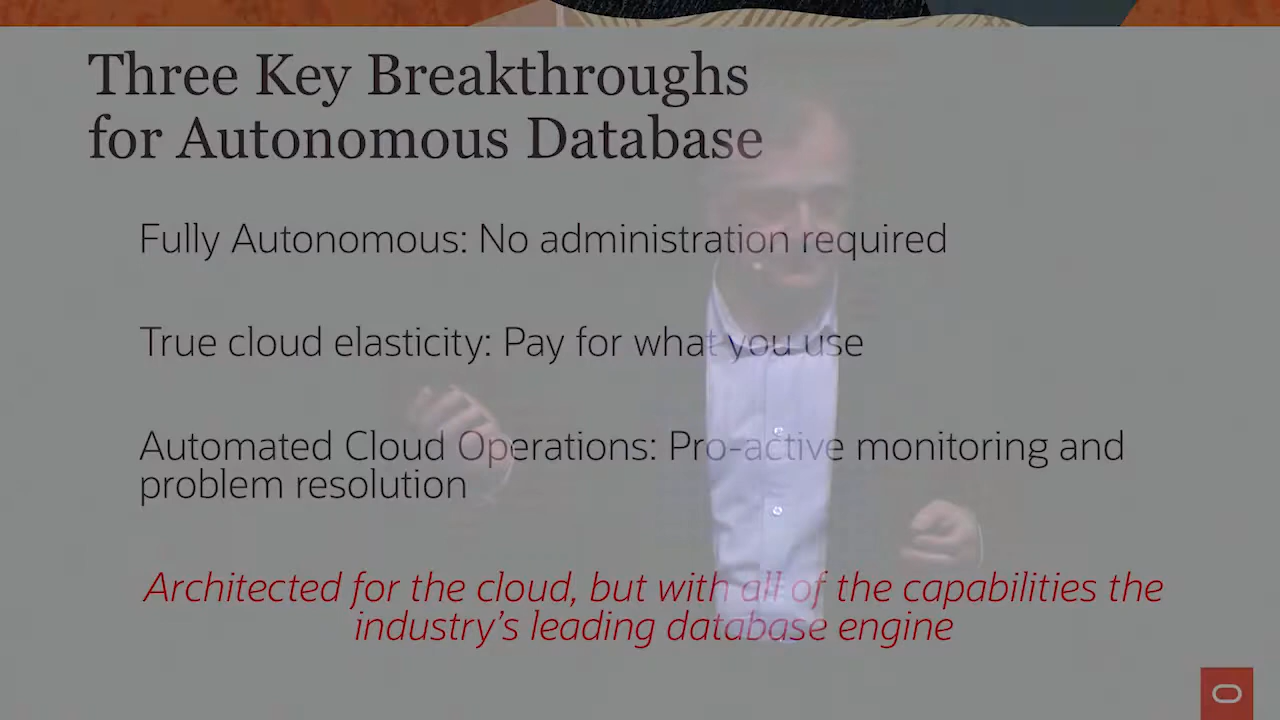 Three Key Breakthroughs
for Autonomous Database
Fully Autonomous: No administration required
True cloud elasticity: Pay for what you use
Automated Cloud Operations: Pro-active monitoring and
problem resolution
Architected for the cloud, but with all of the capabilities the
industry’s leading database engine